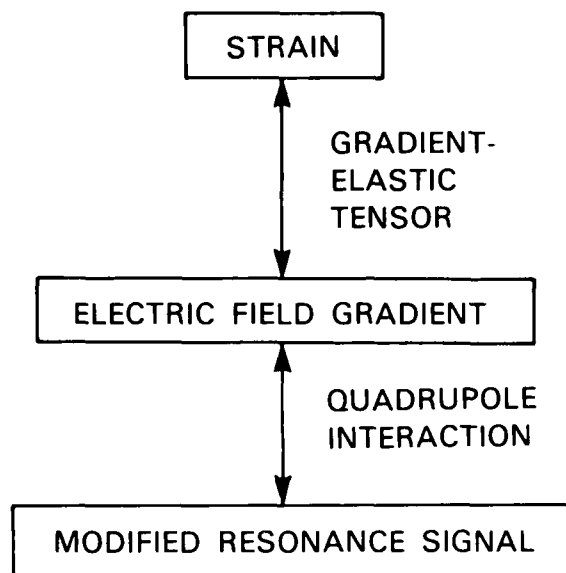 STRAIN
GRADIENT-
ELASTIC
TENSOR
ELECTRIC FIELD GRADIENT
QUADRUPOLE
INTERACTION
MODIFIED RESONANCE SIGNAL